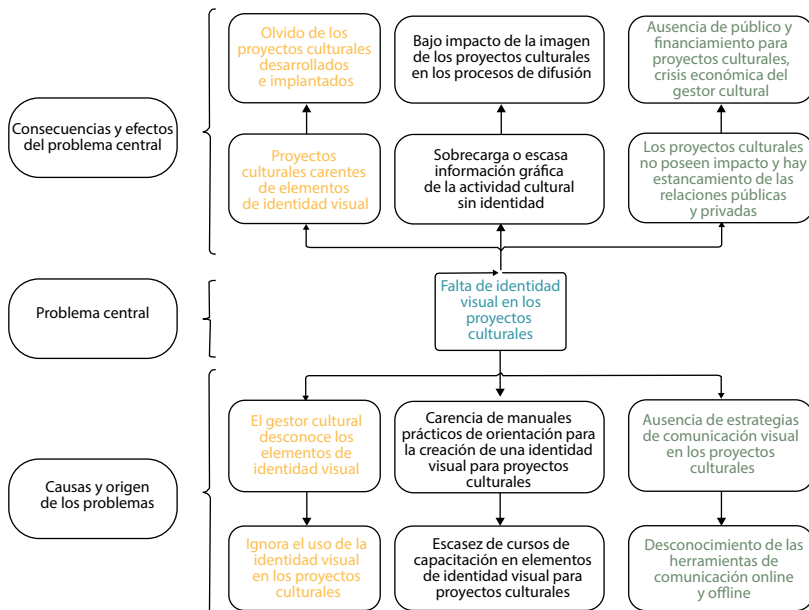 Olvido de los
proyectos culturales
desarrollados
e implantados
Bajo impacto de la imagen
de los proyectos culturales
en los procesos de difusión
Ausencia de público y
financiamiento para
proyectos culturales,
crisis económica del
gestor cultural
Consecuencias y efectos
del problema central
Proyectos
culturales carentes
de elementos
de identidad visual
Sobrecarga o escasa
información gráfica
de la actividad cultural
sin identidad
Los proyectos culturales
no poseen impacto y hay
estancamiento de las
relaciones públicas
y privadas
Problema central
Falta de identidad
visual en los
proyectos
culturales
Causas y origen
de los problemas
El gestor cultural
desconoce los
elementos de
identidad visual
Carencia de manuales
prácticos de orientación para
la creación de una identidad
visual para proyectos
culturales
Ausencia de estrategias
de comunicación visual
en los proyectos
culturales
Ignora el uso de la
identidad visual
en los proyectos
culturales
Escasez de cursos de
capacitación en elementos
de identidad visual para
proyectos culturales
Desconocimiento de las
herramientas de
comunicación online
y offline